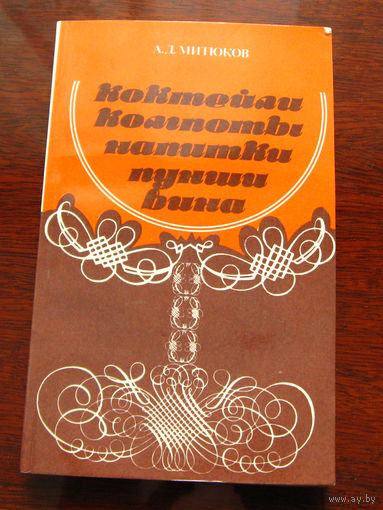 А.Д. МИТЮКОВ
коктейли
компоты
напитки
пунши
вина
www.ay.by